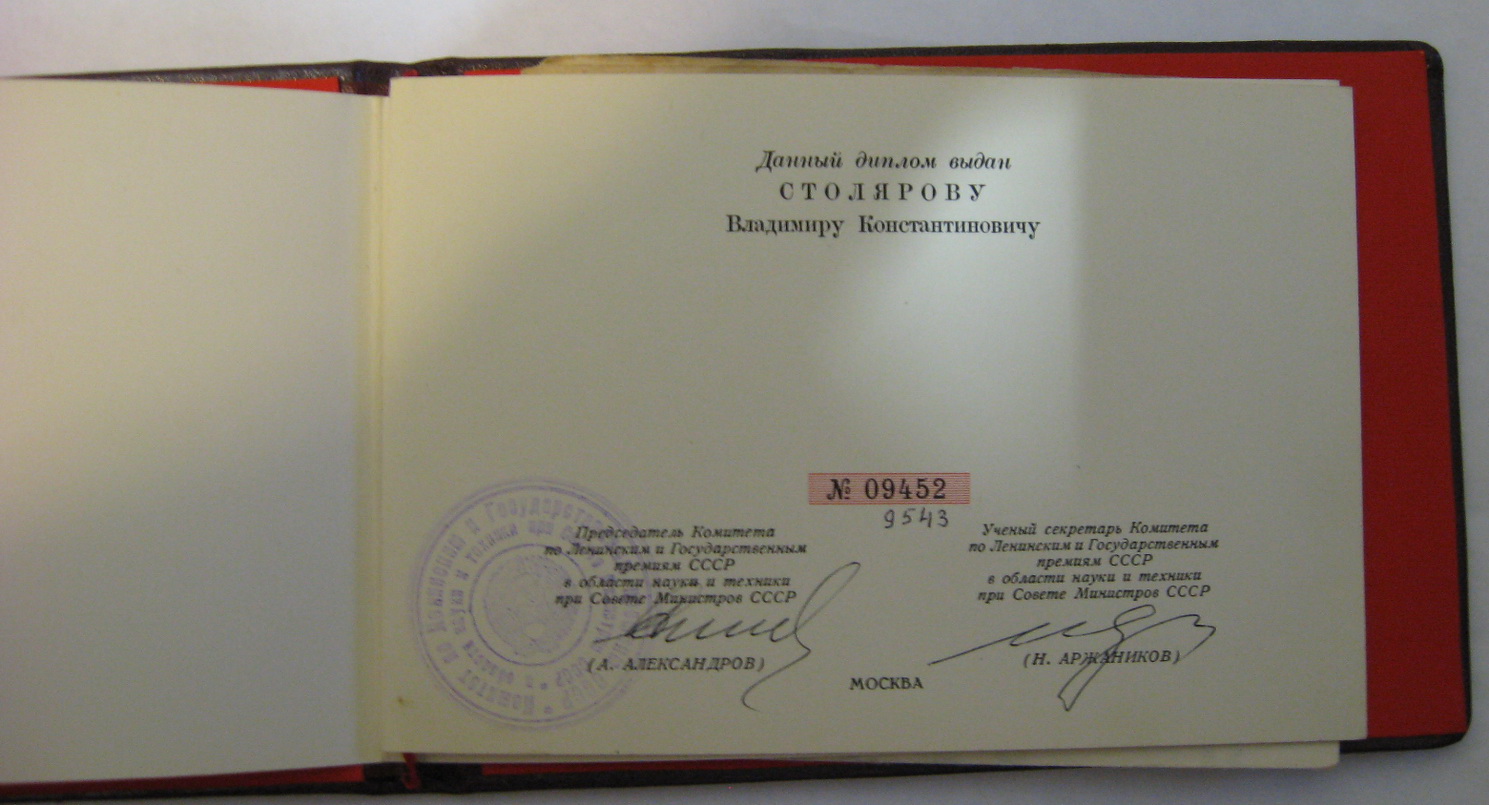 Данный диплом выдан
СТОЛЯРОВУ
Владимиру Константиновичу
№ 09452
9543
Председатель Комитета
по Ленинским и Государственным
премиям СССР
в области науки и техники
при Совете Министров СССР
(А. АЛЕКСАНДРОВ)
Ученый секретарь Комитета
по Ленинским и Государственным
премиям СССР
в области науки и техники
при Совете Министров СССР
(Н. АРЖАНИКОВ)
МОСКВА